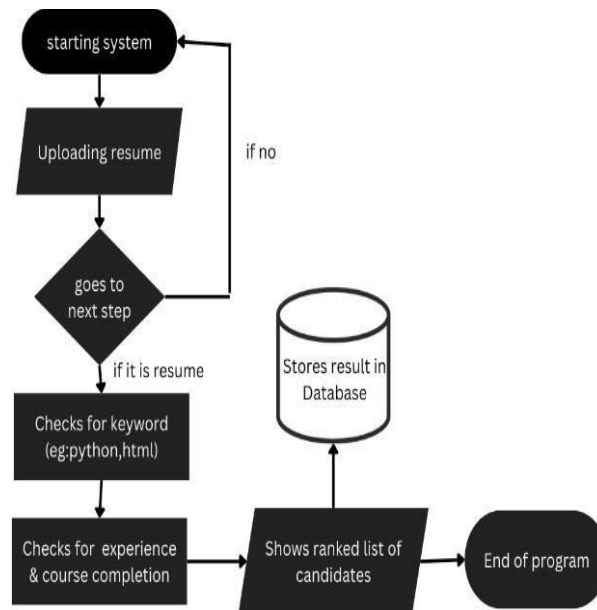 starting system
Uploading resume
if no
goes to
next step
if it is resume
Stores result in
Database
Checks for keyword
(eg:python,html)
Checks for experience
& course completion
Shows ranked list of
candidates
End of program